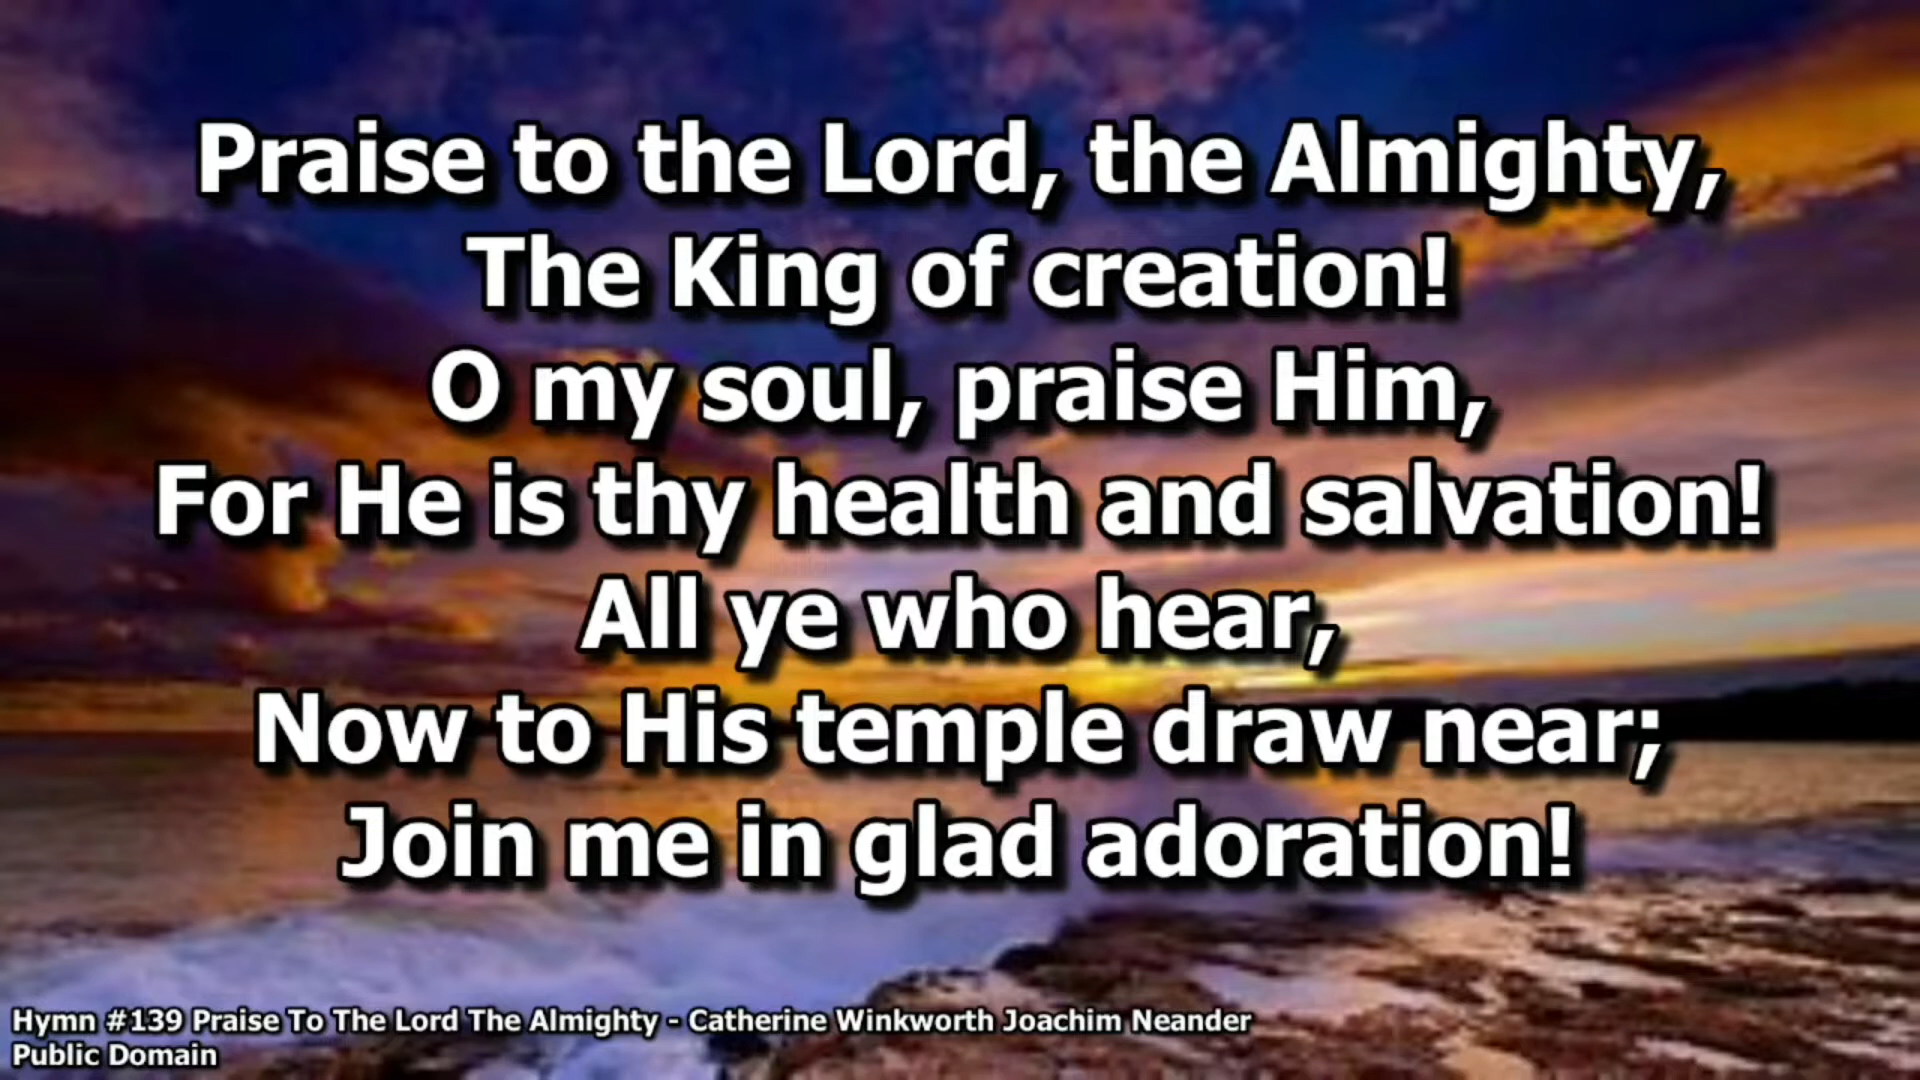 Praise to the Lord, the Almighty,
The King of creation!
O my soul, praise Him,
For He is thy health and salvation!
All ye who hear,
Now to His temple draw near;
Join me in glad adoration!
Hymn #139 Praise To The Lord The Almighty - Catherine Winkworth Joachim Neander
Public Domain